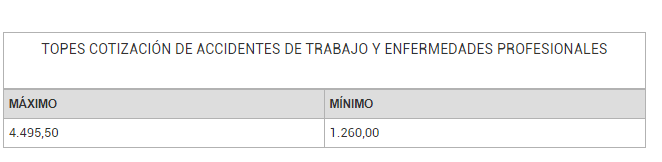 TOPES COTIZACIÓN DE ACCIDENTES DE TRABAJO Y ENFERMEDADES PROFESIONALES
MÁXIMO MÍNIMO
4.495,50 1.260,00